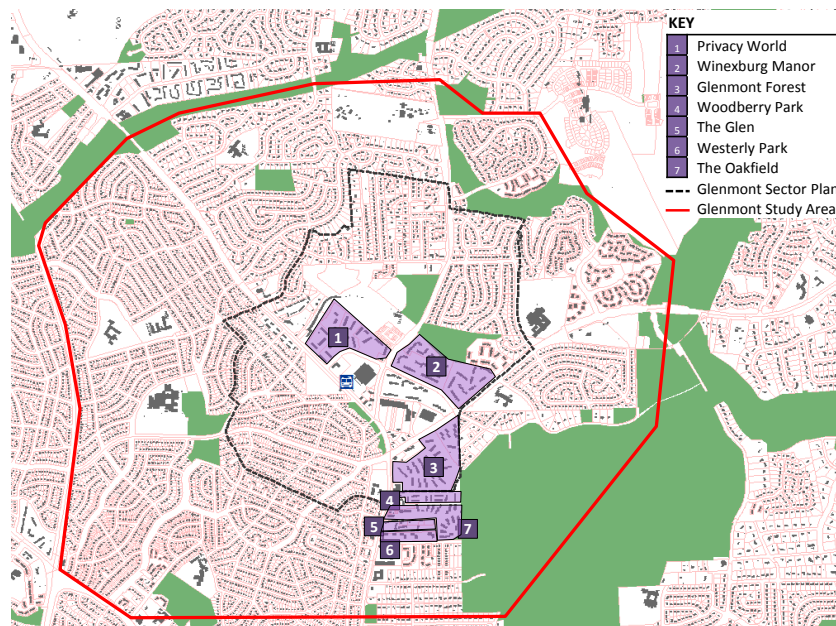 KEY
1 Privacy World
2 Winexburg Manor
3 Glenmont Forest
4 Woodberry Park
5 The Glen
6 Westerly Park
7 The Oakfield
Glenmont Sector Plan
Glenmont Study Area
1
2
3
4
5
7
6